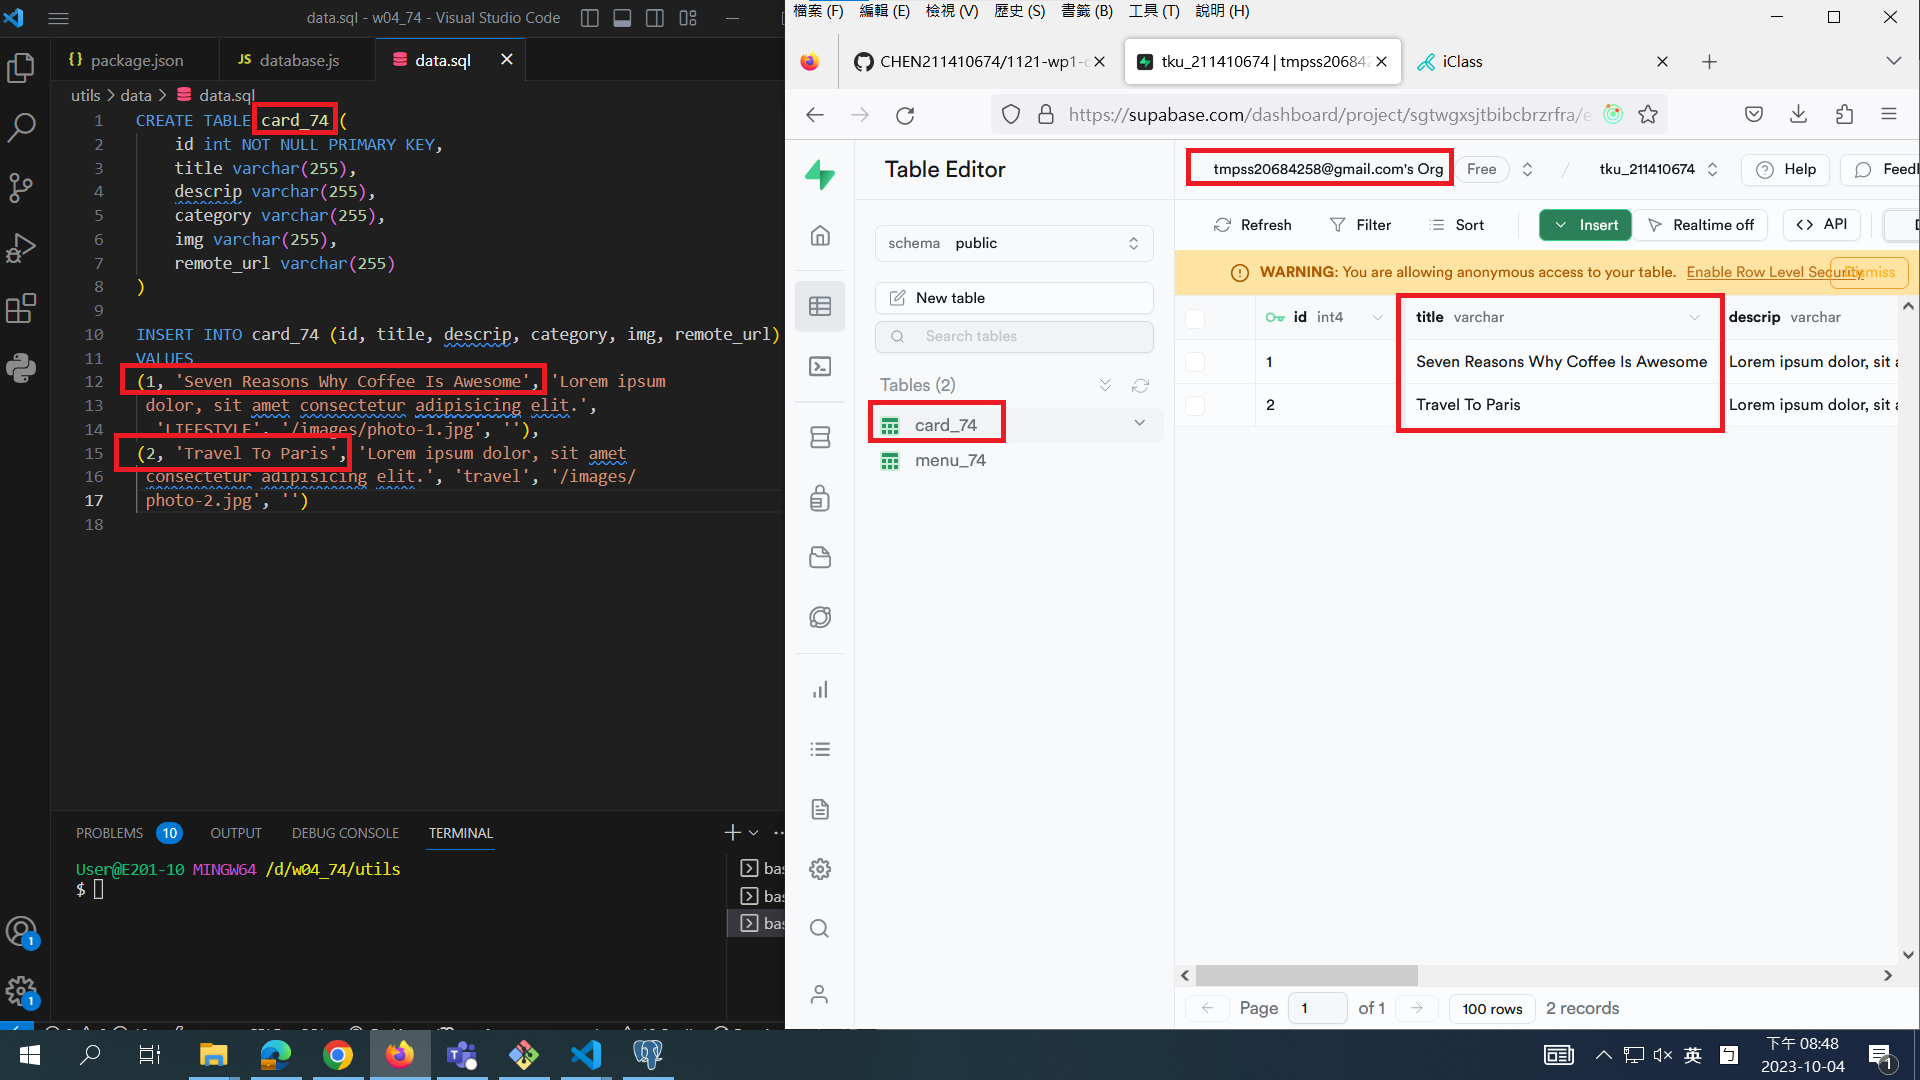 data.sql - w04_74 - Visual Studio Code
package.json
JS database.js
data.sql
utils > data > data.sql
1 CREATE TABLE card_74 (
2 id int NOT NULL PRIMARY KEY,
3 title varchar(255),
4 descrip varchar(255),
5 category varchar(255),
6 img varchar(255),
7 remote_url varchar(255)
8 )
9
10 INSERT INTO card_74 (id, title, descrip, category, img, remote_url)
11 VALUES
12 (1, 'Seven Reasons Why Coffee Is Awesome', 'Lorem ipsum
13 dolor, sit amet consectetur adipisicing elit.',
14 'LIFESTYLE', '/images/photo-1.jpg', ''),
15 (2, 'Travel To Paris', 'Lorem ipsum dolor, sit amet
16 consectetur adipisicing elit.', 'travel', '/images/
17 photo-2.jpg', '')
18
PROBLEMS 10 OUTPUT DEBUG CONSOLE TERMINAL
User@E201-10 MINGW64 /d/w04_74/utils
$
bas
bas
bas
1
1
檔案 (F) 編輯 (E) 檢視 (V) 歷史 (S) 書籤 (B) 工具 (T) 說明 (H)
CHEN211410674/1121-wp1-c
tku_211410674 | tmpss206842
iClass
https://supabase.com/dashboard/project/sgtwgxsjtbibcbrzrfra/e
Table Editor
tmpss20684258@gmail.com's Org Free / tku_211410674 Help Feedl
schema public
Refresh Filter Sort Insert Realtime off <> API
WARNING: You are allowing anonymous access to your table. Enable Row Level Security Dismiss
New table
Search tables
Tables (2)
card_74
menu_74
id int4 title varchar descrip varchar
1 Seven Reasons Why Coffee Is Awesome Lorem ipsum dolor, sit a
2 Travel To Paris Lorem ipsum dolor, sit a
Page 1 of 1 100 rows 2 records
英
下午 08:48
2023-10-04
1